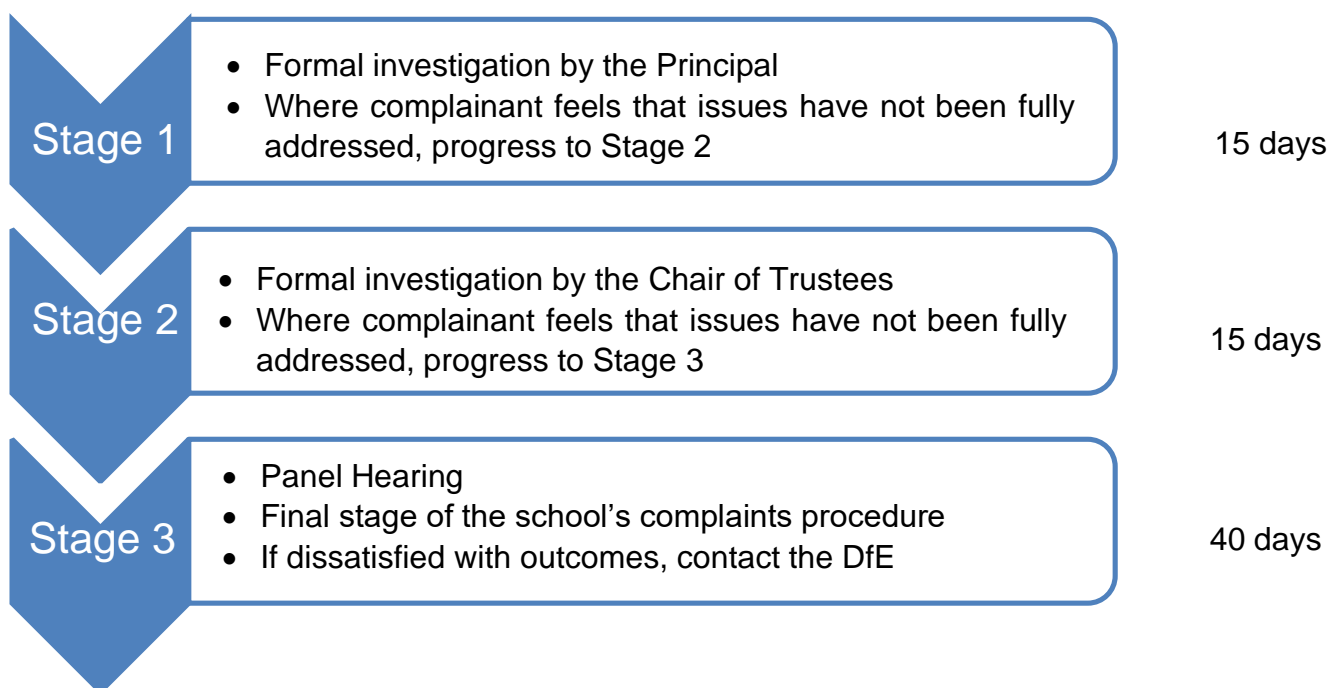 • Formal investigation by the Principal
• Where complainant feels that issues have not been fully
addressed, progress to Stage 2
Stage 1
15 days
• Formal investigation by the Chair of Trustees
• Where complainant feels that issues have not been fully
addressed, progress to Stage 3
Stage 2
15 days
• Panel Hearing
• Final stage of the school’s complaints procedure
• If dissatisfied with outcomes, contact the DfE
Stage 3
40 days